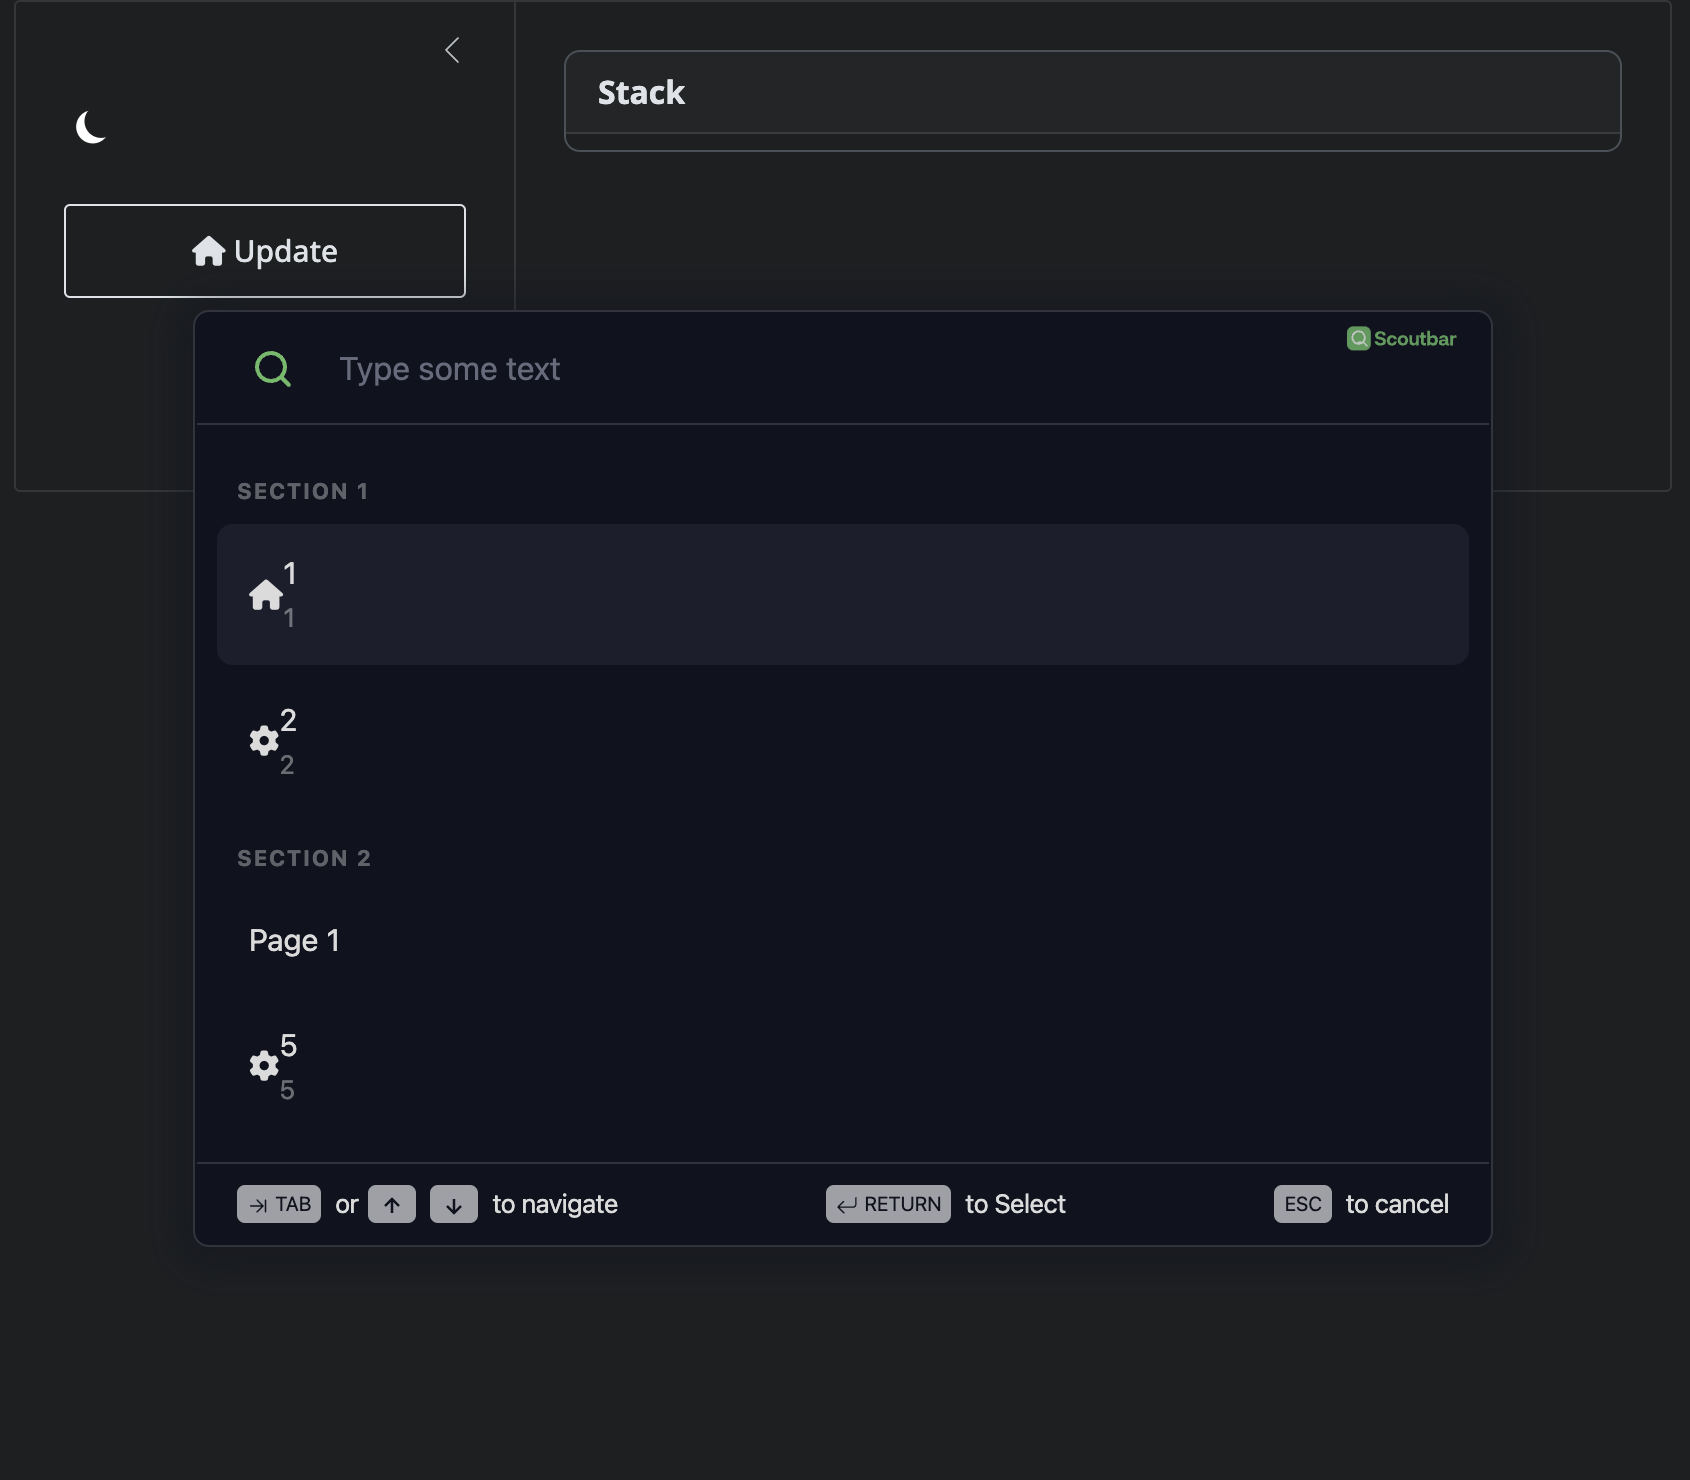 Stack
Update
Scoutbar
Type some text
SECTION 1
1
1
2
2
SECTION 2
Page 1
5
5
TAB or to navigate RETURN to Select ESC to cancel